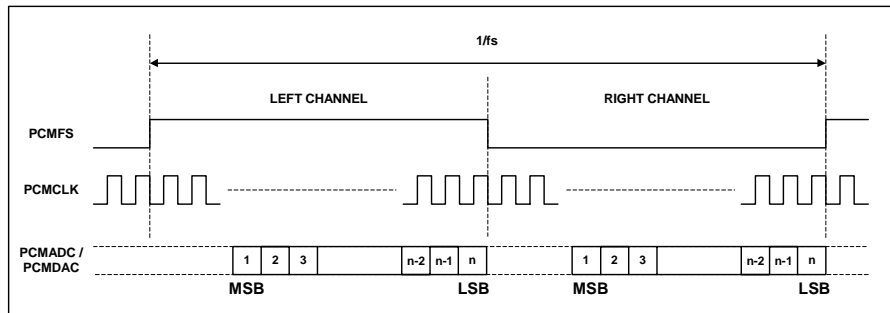 1/fs
LEFT CHANNEL RIGHT CHANNEL
PCMFS
PCMCLK
PCMADC /
PCMDAC
1 2 3 n-2 n-1 n 1 2 3 n-2 n-1 n
MSB LSB MSB LSB